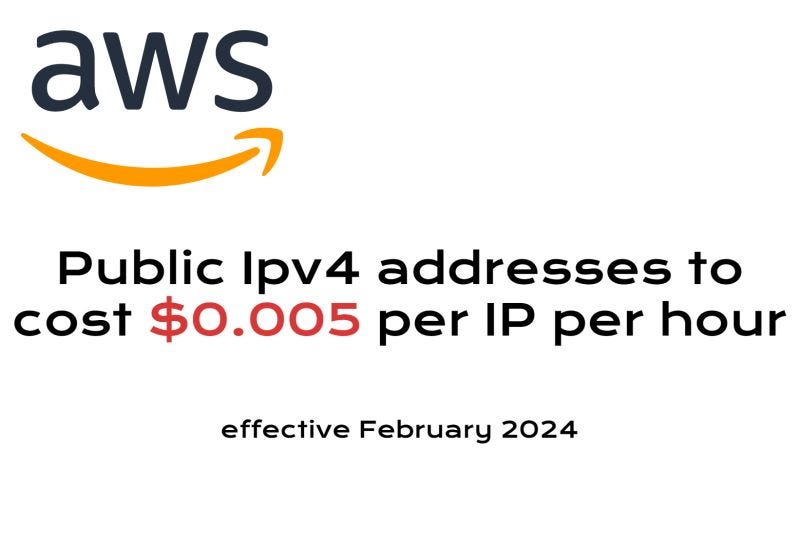 aws
Public Ipv4 addresses to
cost $0.005 per IP per hour
effective February 2024